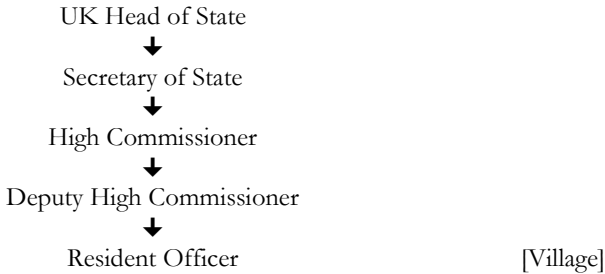 UK Head of State
Secretary of State
High Commissioner
Deputy High Commissioner
Resident Officer [Village]